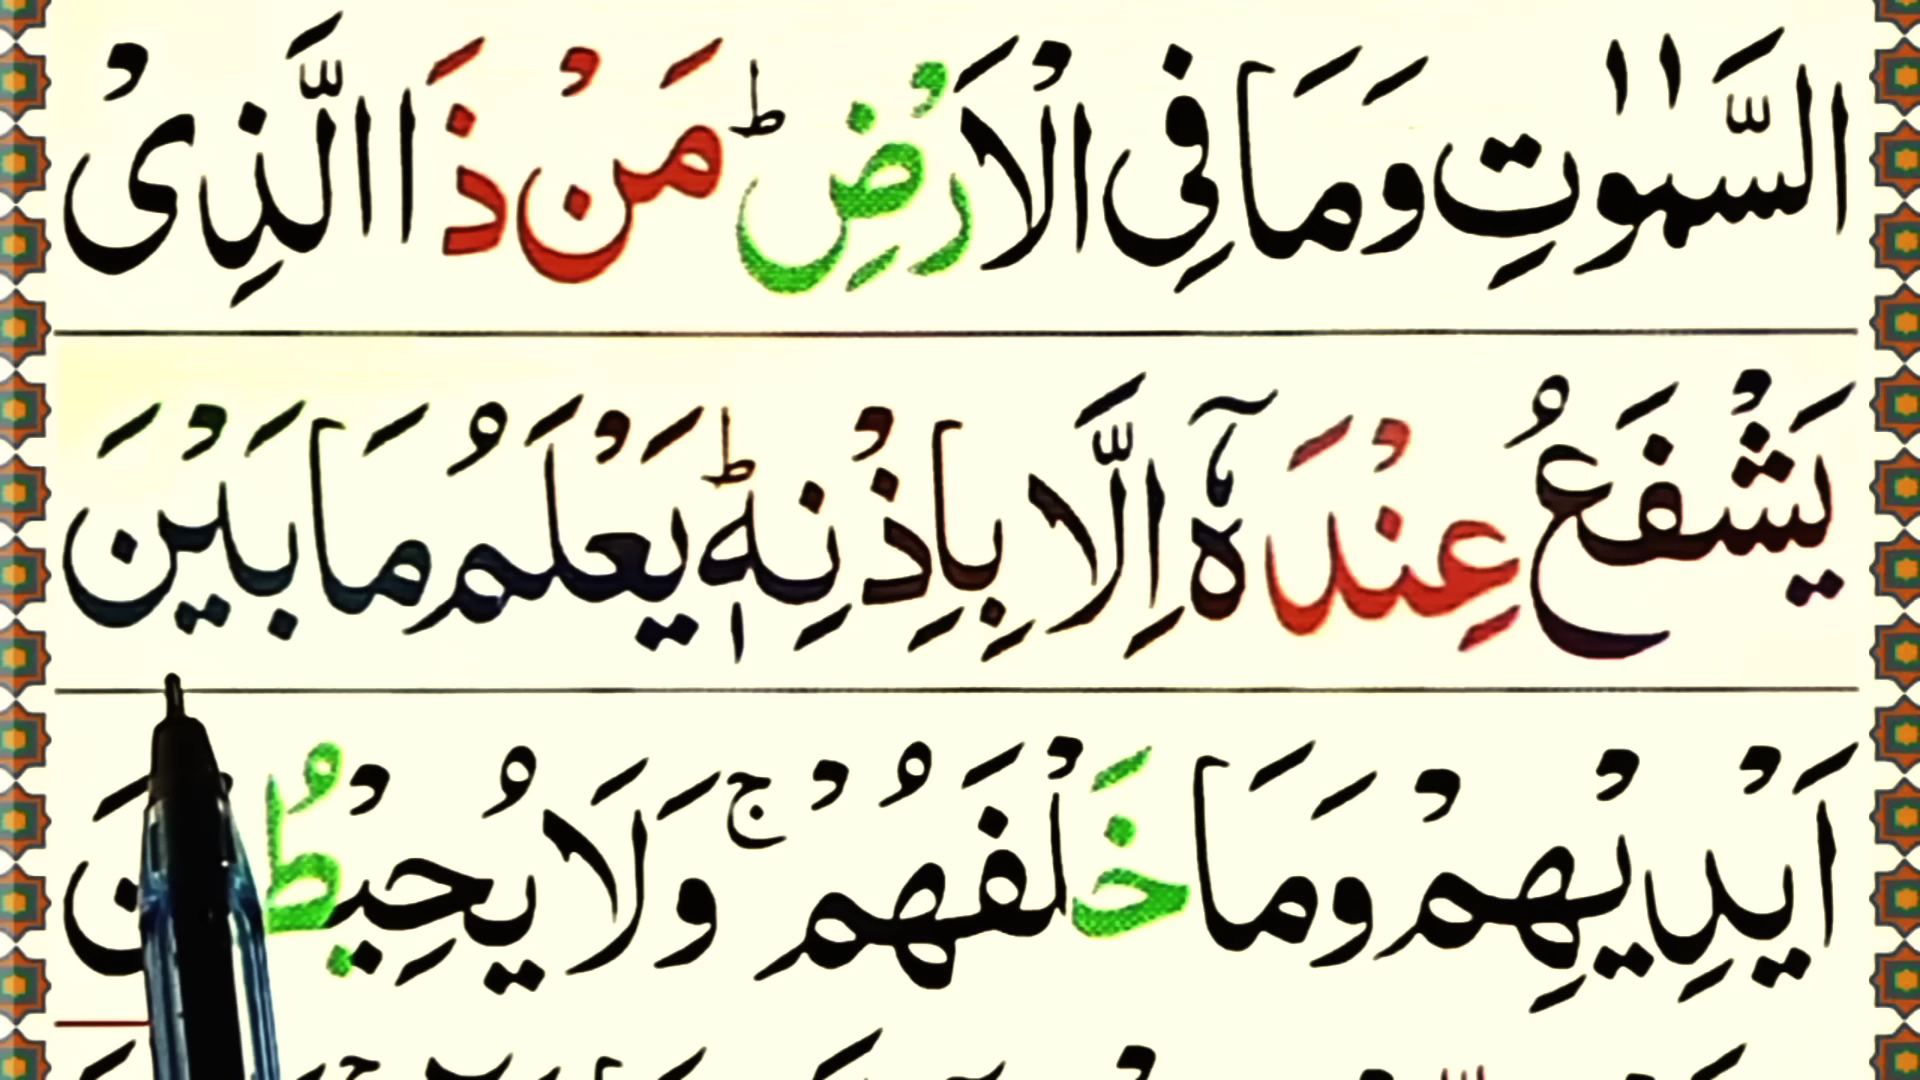 السَّمٰوٰتِ وَمَا فِی الْاَرْضِ ؕ مَنْ ذَا الَّذِیْ
یَشْفَعُ عِنْدَهٗۤ اِلَّا بِاِذْنِهٖ ؕ یَعْلَمُ مَا بَیْنَ
اَیْدِیْهِمْ وَمَا خَلْفَهُمْ ۚ وَلَا یُحِیْطُ